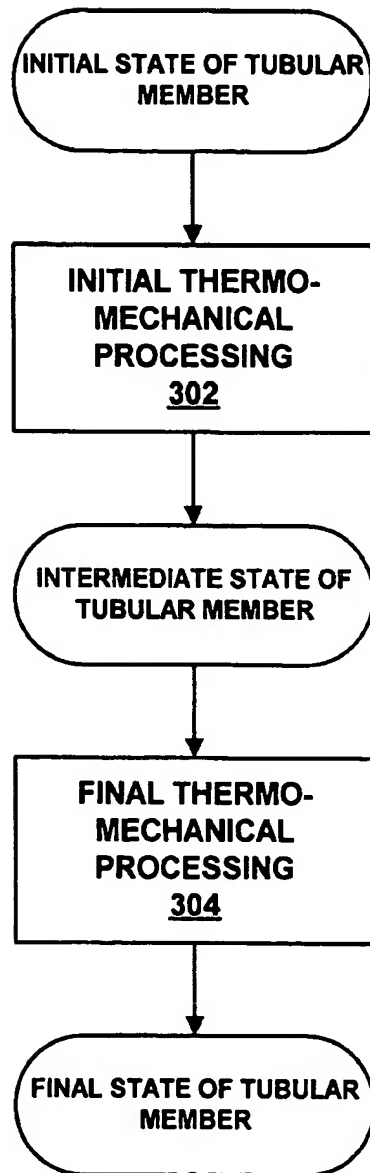 INITIAL STATE OF TUBULAR
MEMBER
INITIAL THERMO-
MECHANICAL
PROCESSING
302
INTERMEDIATE STATE OF
TUBULAR MEMBER
FINAL THERMO-
MECHANICAL
PROCESSING
304
FINAL STATE OF TUBULAR
MEMBER